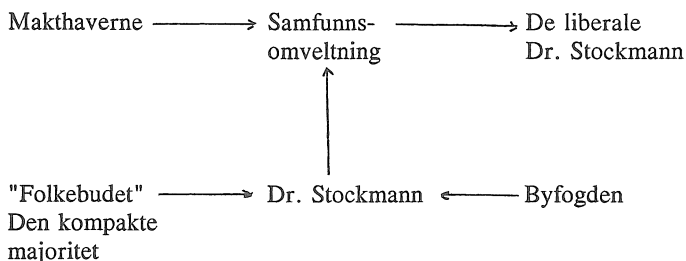 Makthaverne
Samfunns-
omveltning
De liberale
Dr. Stockmann
"Folkebudet"
Den kompakte
majoritet
Dr. Stockmann
Byfogden